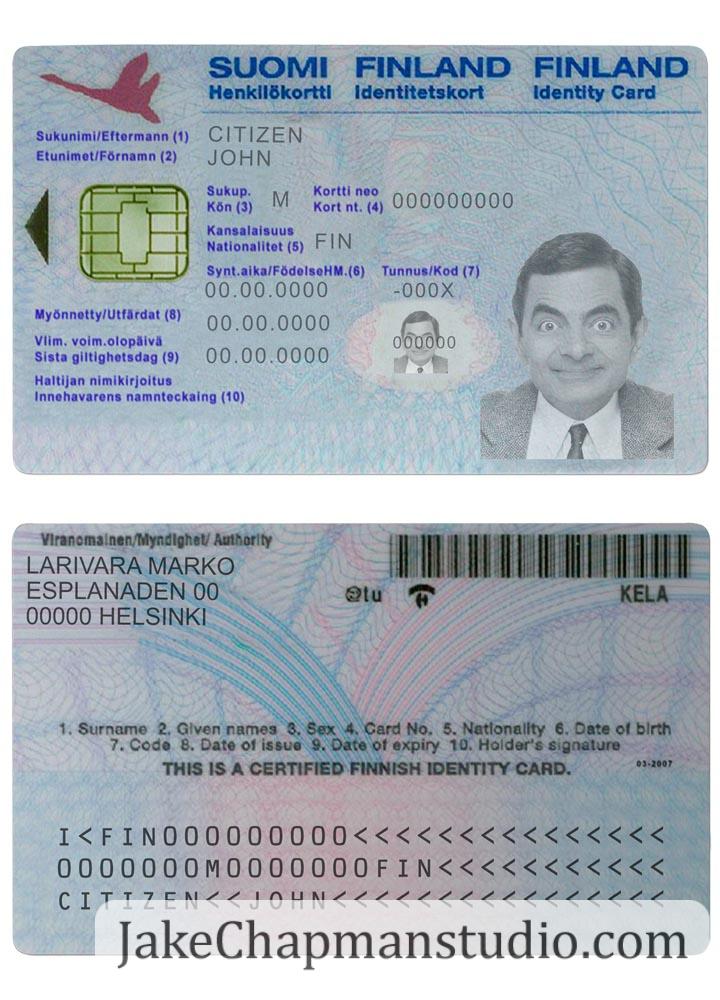 SUOMI FINLAND FINLAND
Henkilökortti Identitetskort Identity Card
Sukunimi/Eftermann (1) CITIZEN
Etunimet/Förnamn (2) JOHN
Sukup. Kortti neo
Kön (3) M Kort nt. (4) 000000000
Kansalaisuus
Nationalitet (5) FIN
Synt.aika/FödelseHM.(6) Tunnus/Kod (7)
00.00.0000 -000X
Myönnetty/Utfärdat (8) 00.00.0000
Vlim. voim.olopäivä
Sista giltighetsdag (9) 00.00.0000
000000
Haltijan nimikirjoitus
Innehavarens namnteckaing (10)
Viranomainen/Myndighet/ Authority
LARIVARA MARKO
ESPLANADEN 00
00000 HELSINKI
@lu KELA
1. Surname 2. Given names 3. Sex 4. Card No. 5. Nationality 6. Date of birth
7. Code 8. Date of issue 9. Date of expiry 10. Holder's signature
THIS IS A CERTIFIED FINNISH IDENTITY CARD. 03-2007
I<FIN0000000000<<<<<<<<<<<<<<<
0000000M0000000FIN<<<<<<<<<<<
CITIZEN<<JOHN<<<<<<<<<<<<<<<<
JakeChapmanstudio.com